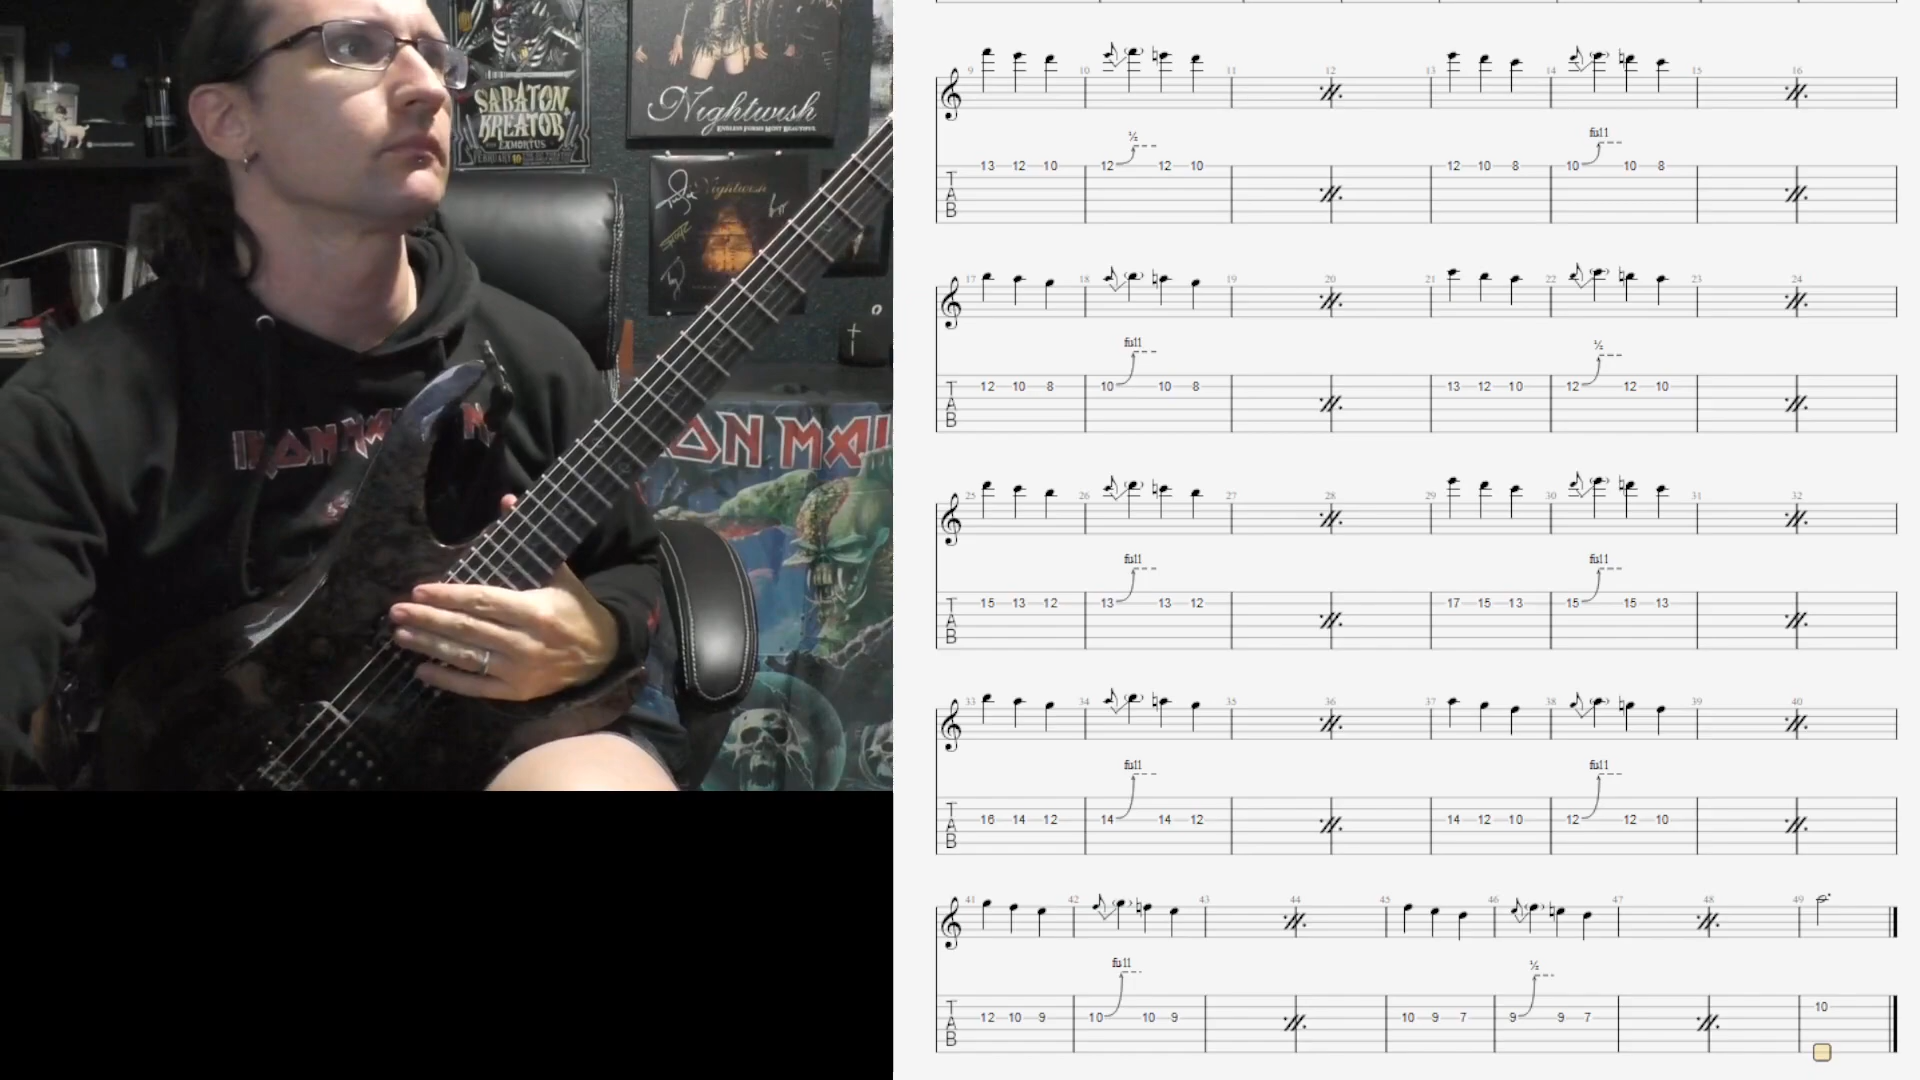 SABATON
KREATOR
EXMORTUS
FEBRUARY 10
Nightwish
ENDLESS FORMS MOST BEAUTIFUL
Nightwish
IRON MAI
9 10 11 12 13 14 15 16
½ full
13 12 10 12 12 10 12 10 8 10 10 8
T
A
B
17 18 19 20 21 22 23 24
full ½
12 10 8 10 10 8 13 12 10 12 12 10
T
A
B
25 26 27 28 29 30 31 32
full full
15 13 12 13 13 12 17 15 13 15 15 13
T
A
B
33 34 35 36 37 38 39 40
full full
16 14 12 14 14 12 14 12 10 12 12 10
T
A
B
41 42 43 44 45 46 47 48 49
full ½
12 10 9 10 10 9 10 9 7 9 9 7 10
T
A
B